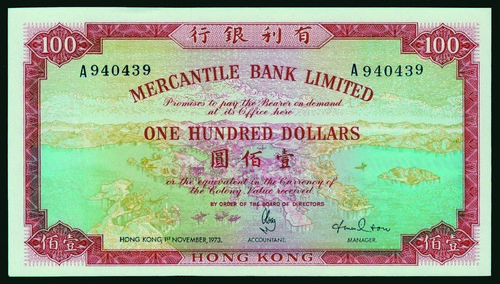 行銀利有
100 100
A 940439 A 940439
MERCANTILE BANK LIMITED
Promises to pay the Bearer on demand
at its Office here
ONE HUNDRED DOLLARS
圓佰壹
or the equivalent in the Currency of
the Colony Value received
BY ORDER OF THE BOARD OF DIRECTORS
HONG KONG 1ST NOVEMBER, 1973. ACCOUNTANT. MANAGER.
佰壹 佰壹
HONG KONG